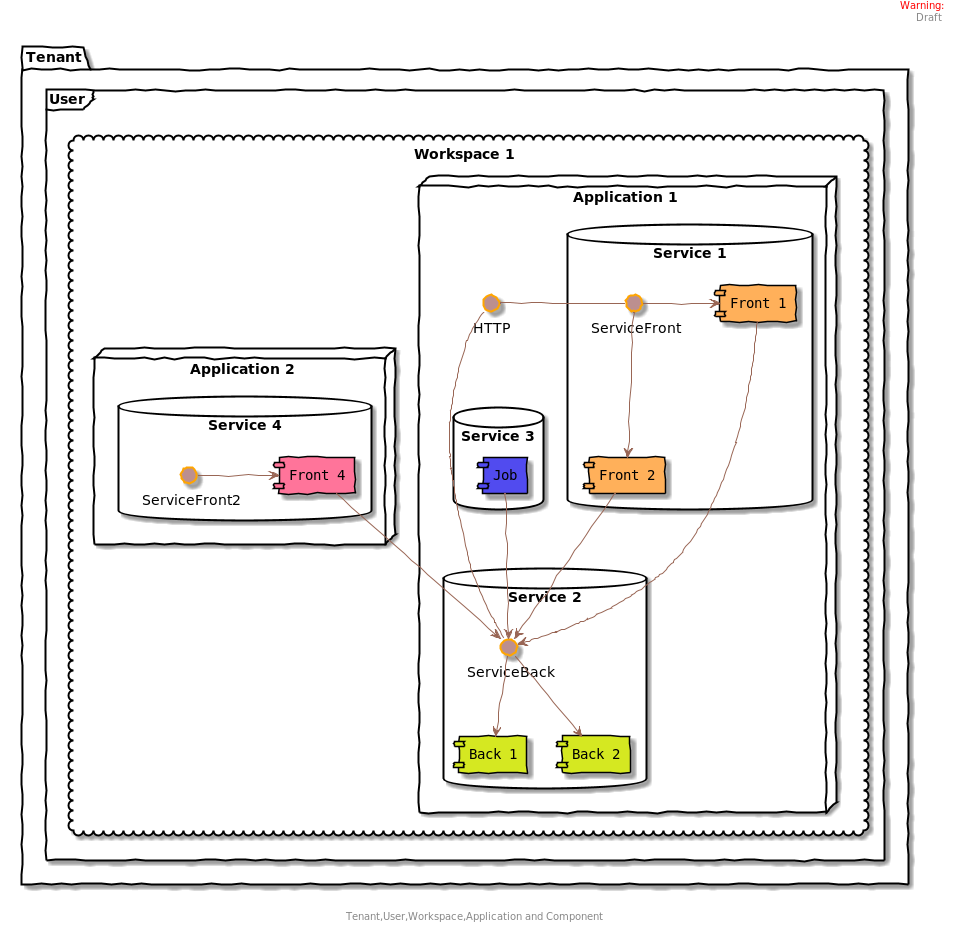 Warning:
Draft
Tenant
User
Workspace 1
Application 1
Service 1
Front 1
HTTP
ServiceFront
Application 2
Service 4
Service 3
Front 4
Job
Front 2
ServiceFront2
Service 2
ServiceBack
Back 1
Back 2
Tenant,User,Workspace,Application and Component